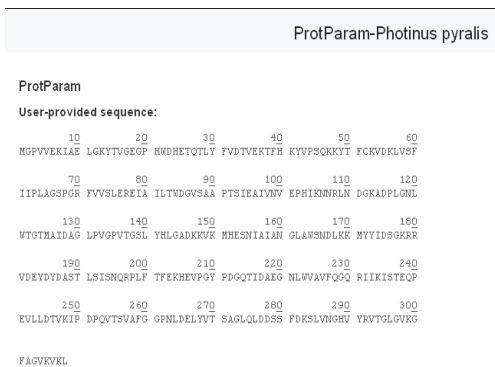 ProtParam-Photinus pyralis
ProtParam
User-provided sequence:
10 20 30 40 50 60
MGPVVEKIAE LGKYTVGEGP HWDHETQTLY FVDTVEKTFH KYVPSQKKYT FCKVDKLVSF
70 80 90 100 110 120
IIPLAGSPGR FVVSLEREIA ILTWDGVSAA PTSIEAIVNV EPHIKNNRLN DGKADPLGNL
130 140 150 160 170 180
WTGTMAIDAG LPVGPVTGSL YHLGADKKVK MHESNIAIAN GLAWSNDLKK MYYIDSGKRR
190 200 210 220 230 240
VDEYDYDAST LSISNQRPLF TFEKHEVPGY PDGQTIDAEG NLWVAVFQGQ RIIKISTEQP
250 260 270 280 290 300
EVLLDTVKIP DPQVTSVAFG GPNLDELYVT SAGLQLDDSS FDKSLVNGHV YRVTGLGVKG
FAGVKVKL